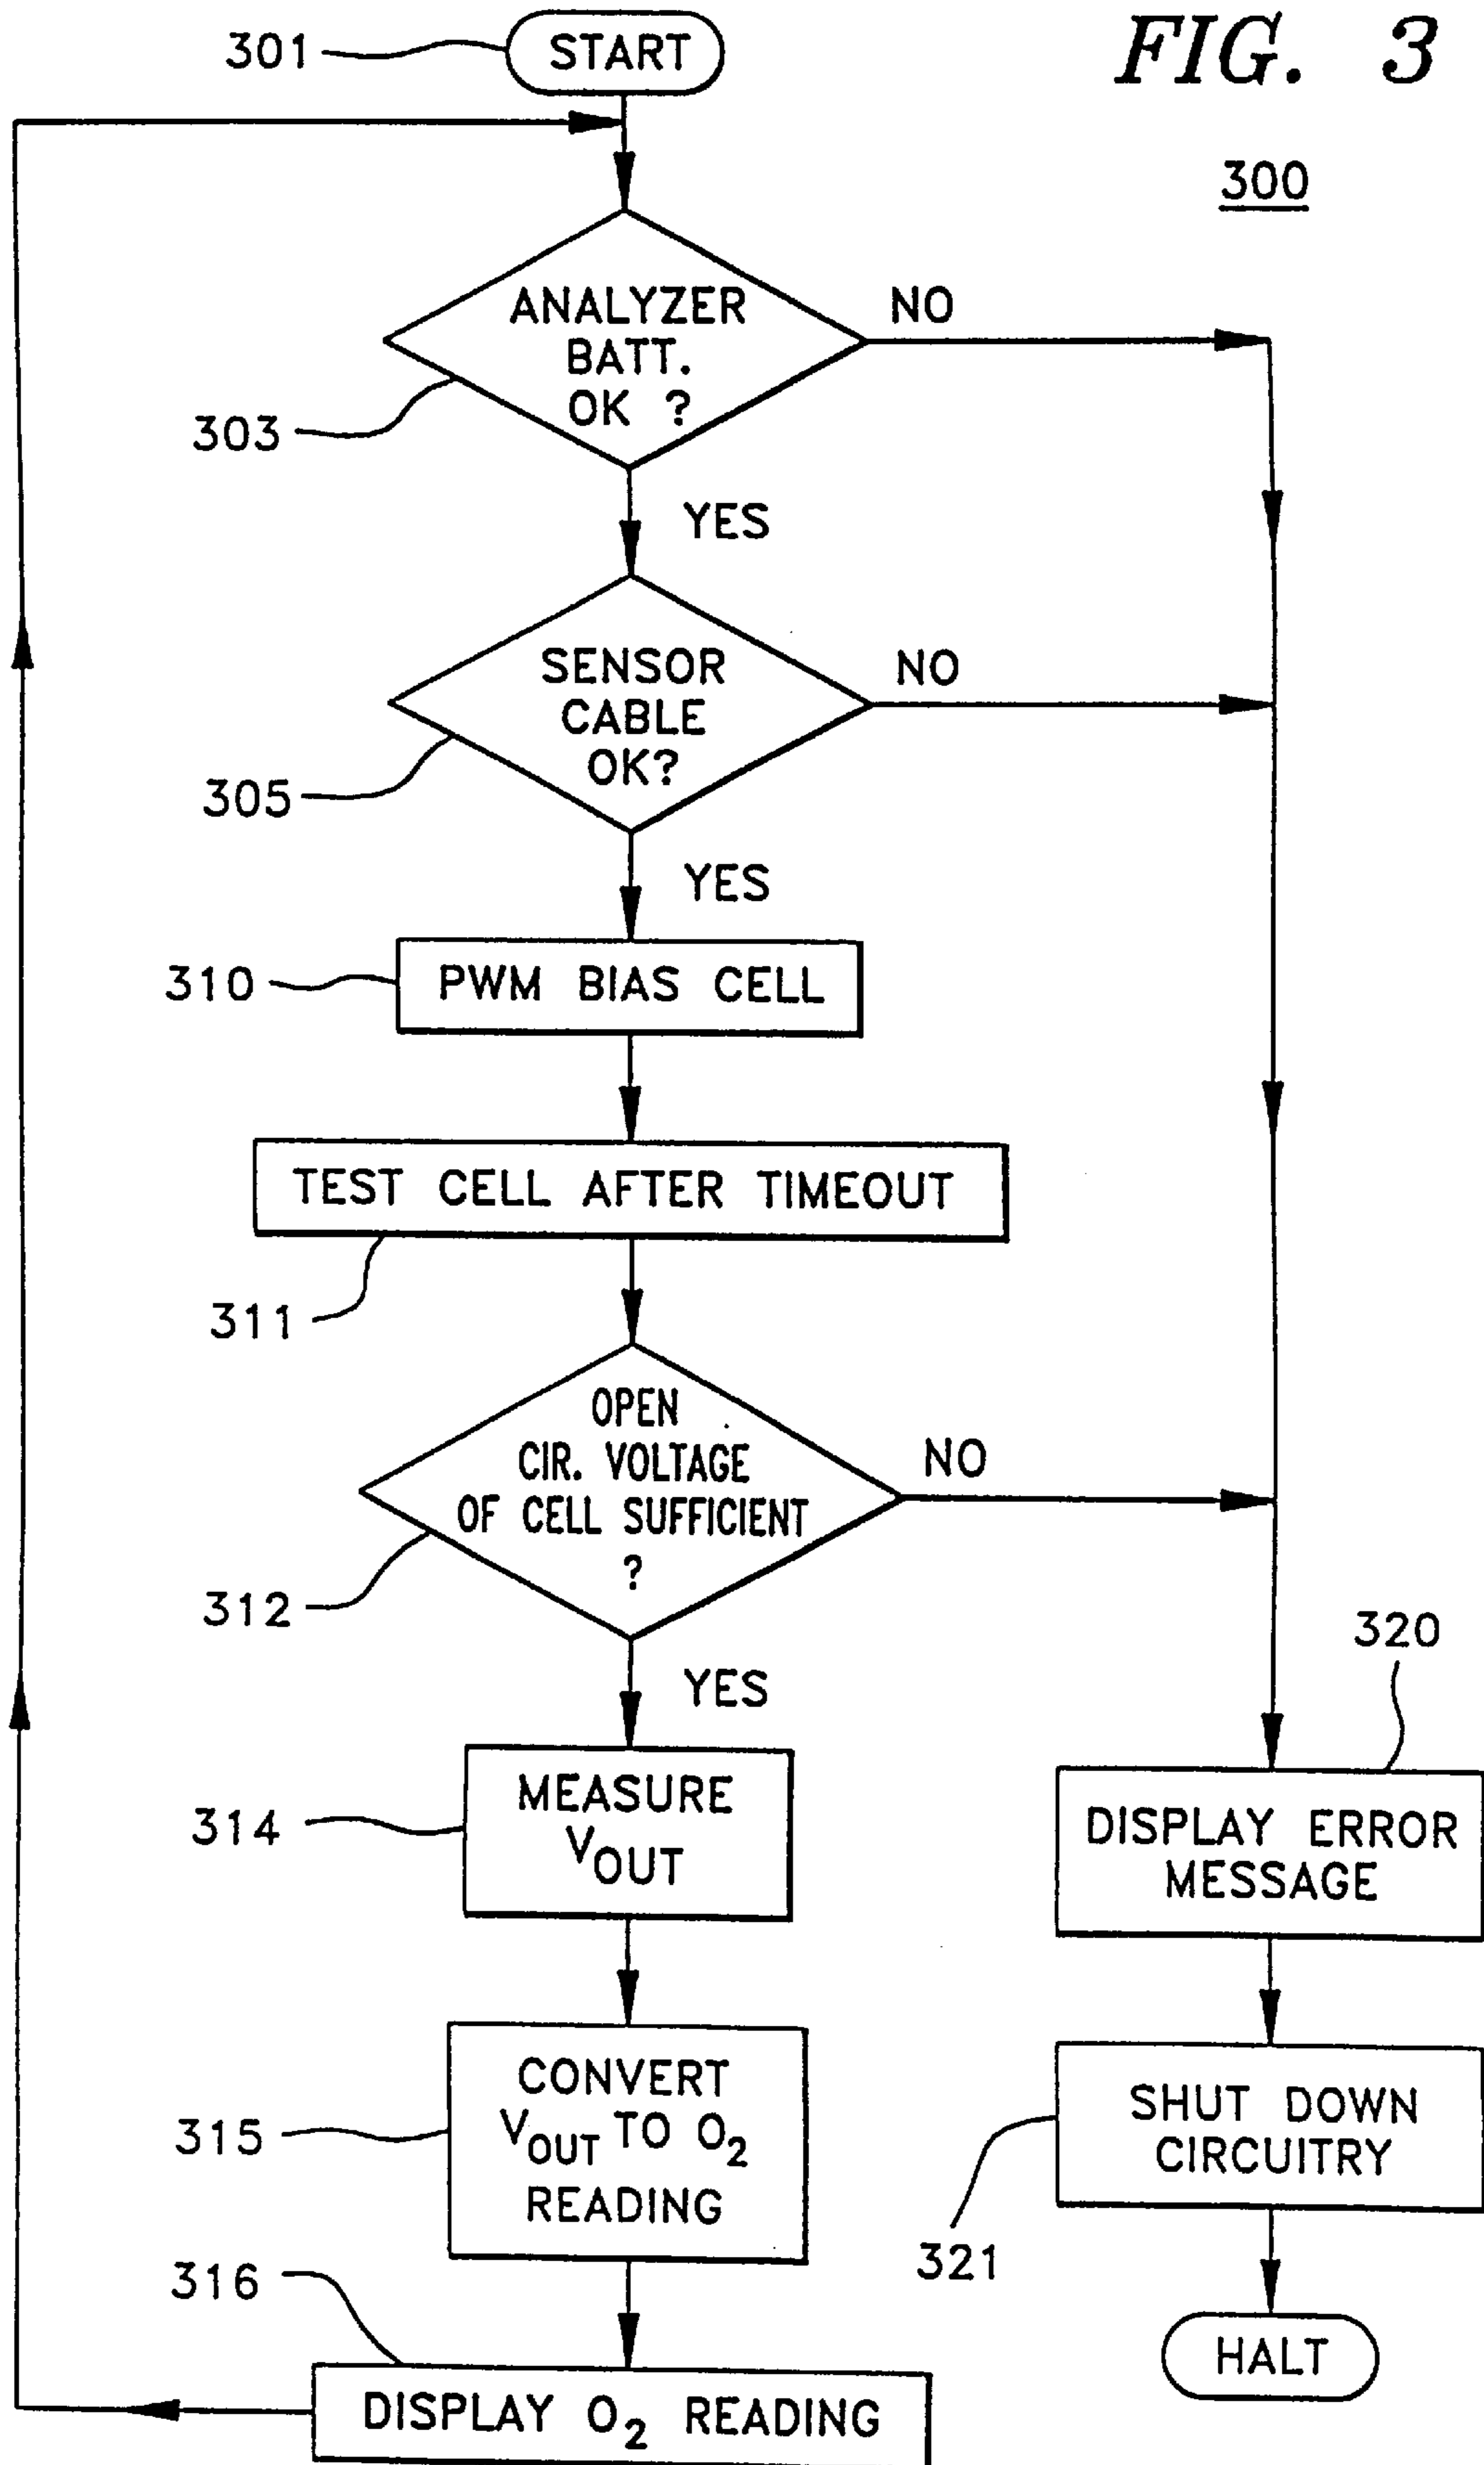 FIG. 3
300
301
START
ANALYZER
BATT.
OK ?
NO
303
YES
SENSOR
CABLE
OK?
NO
305
YES
310
PWM BIAS CELL
TEST CELL AFTER TIMEOUT
311
OPEN
CIR. VOLTAGE
OF CELL SUFFICIENT
?
NO
312
YES
320
314
MEASURE
VOUT
DISPLAY ERROR
MESSAGE
315
CONVERT
VOUT TO O2
READING
SHUT DOWN
CIRCUITRY
321
316
HALT
DISPLAY O2 READING